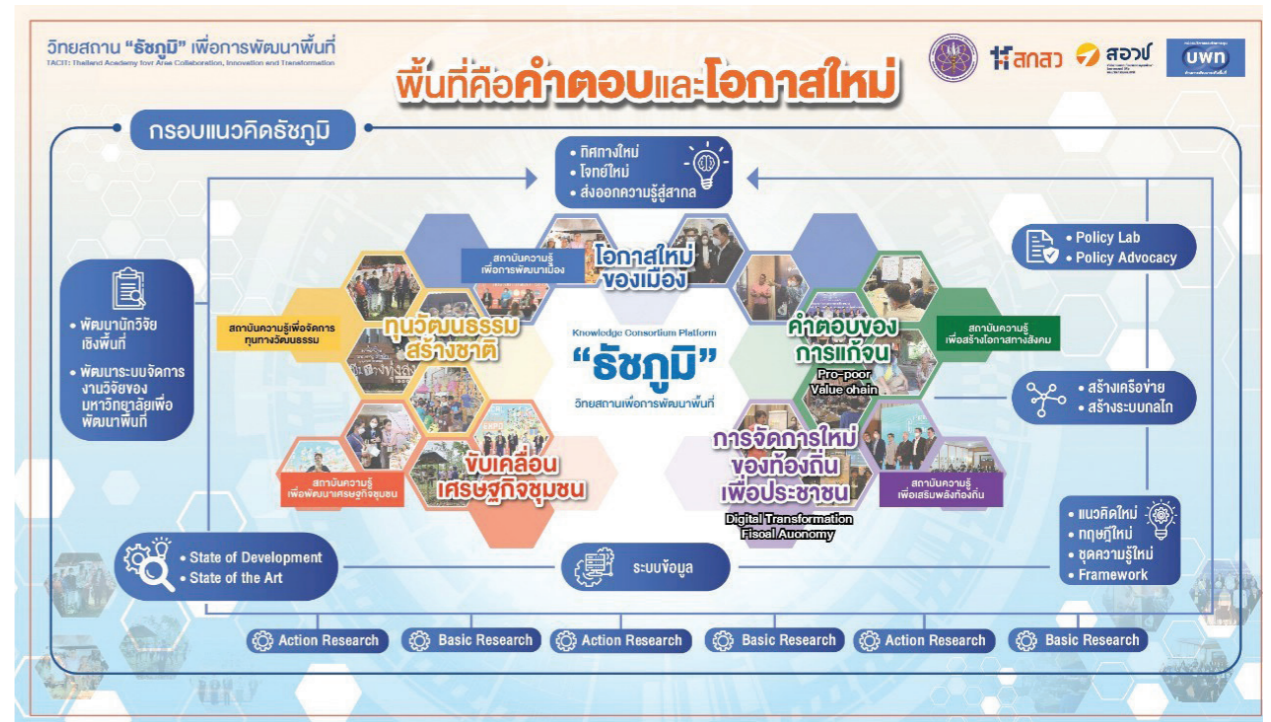 วิทยสถาน “ธัชภูมิ” เพื่อการพัฒนาพื้นที่
TACIT: Thailand Academy fovr Area Collaboration, Innovation and Transformation
สกสว
สอวช
บพท
พื้นที่คือคำตอบและโอกาสใหม่
กรอบแนวคิดธัชภูมิ
• ทิศทางใหม่
• โจทย์ใหม่
• ส่งออกความรู้สู่สากล
• Policy Lab
• Policy Advocacy
สถาบันความรู้
เพื่อการพัฒนาเมือง
โอกาสใหม่
ของเมือง
• พัฒนานักวิจัย
เชิงพื้นที่
• พัฒนาระบบจัดการ
งานวิจัยของ
มหาวิทยาลัยเพื่อ
พัฒนาพื้นที่
สถาบันความรู้เพื่อจัดการ
ทุนทางวัฒนธรรม
ทุนวัฒนธรรม
สร้างชาติ
Knowledge Consortium Platform
“ธัชภูมิ”
วิทยสถานเพื่อการพัฒนาพื้นที่
คำตอบของ
การแก้จน
Pro-poor
Value ohain
สถาบันความรู้
เพื่อสร้างโอกาสทางสังคม
• สร้างเครือข่าย
• สร้างระบบกลไก
สถาบันความรู้
เพื่อพัฒนาเศรษฐกิจชุมชน
ขับเคลื่อน
เศรษฐกิจชุมชน
การจัดการใหม่
ของท้องถิ่น
เพื่อประชาชน
Digital Transformation
Fisoal Auonomy
สถาบันความรู้
เพื่อเสริมพลังท้องถิ่น
• แนวคิดใหม่
• ทฤษฎีใหม่
• ชุดความรู้ใหม่
• Framework
• State of Development
• State of the Art
ระบบข้อมูล
Action Research
Basic Research
Action Research
Basic Research
Action Research
Basic Research